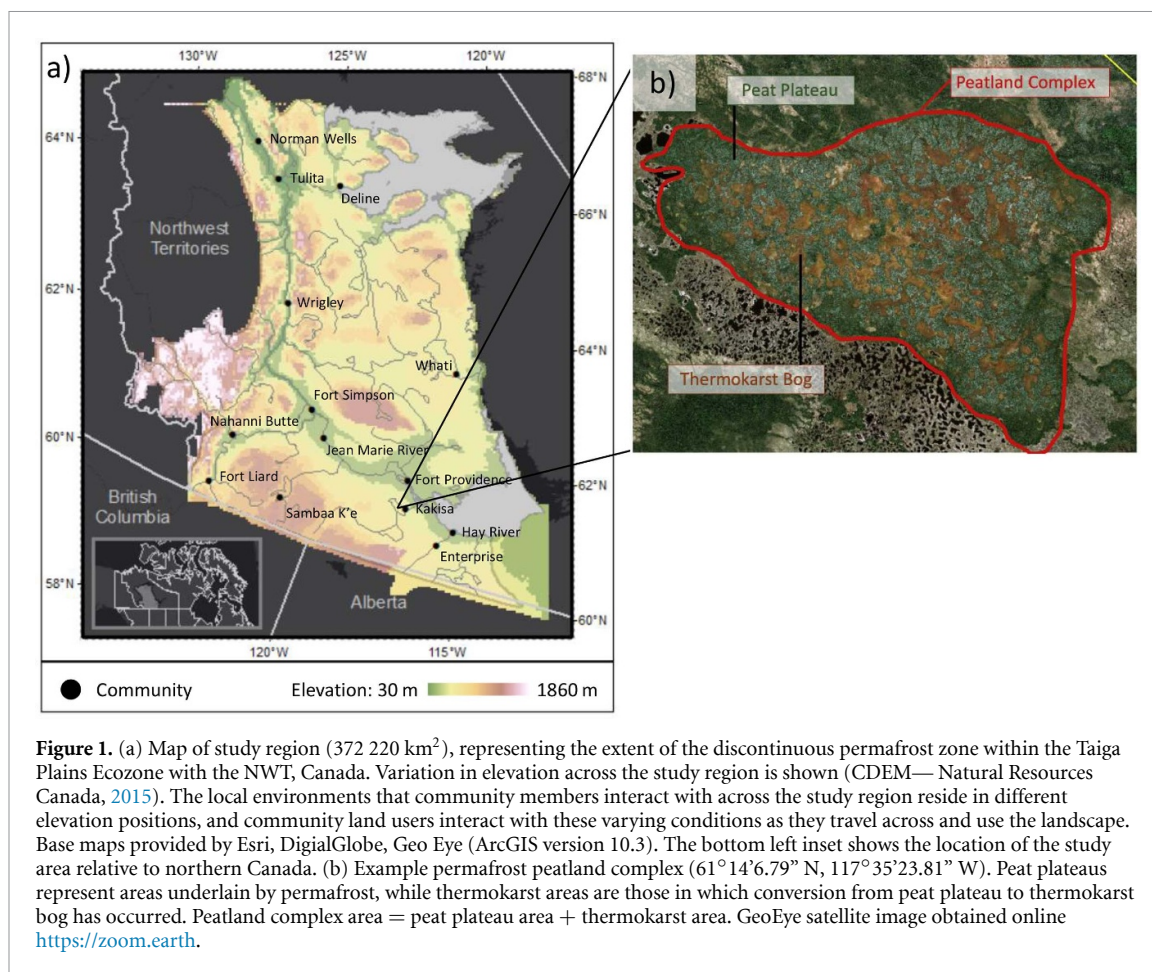 a)
130°W 125°W 120°W
68°N
64°N
Norman Wells
Tulita
Deline
66°N
Northwest
Territories
62°N
Wrigley
64°N
Whati
Fort Simpson
Nahanni Butte
60°N
Jean Marie River
Fort Liard
Fort Providence
62°N
British
Columbia
Sambaa K'e
Kakisa
Hay River
Enterprise
58°N
Alberta
60°N
120°W 115°W
Community Elevation: 30 m 1860 m
b)
Peat Plateau
Peatland Complex
Thermokarst Bog
Figure 1. (a) Map of study region (372 220 km²), representing the extent of the discontinuous permafrost zone within the Taiga
Plains Ecozone with the NWT, Canada. Variation in elevation across the study region is shown (CDEM— Natural Resources
Canada, 2015). The local environments that community members interact with across the study region reside in different
elevation positions, and community land users interact with these varying conditions as they travel across and use the landscape.
Base maps provided by Esri, DigialGlobe, Geo Eye (ArcGIS version 10.3). The bottom left inset shows the location of the study
area relative to northern Canada. (b) Example permafrost peatland complex (61°14'6.79" N, 117°35'23.81" W). Peat plateaus
represent areas underlain by permafrost, while thermokarst areas are those in which conversion from peat plateau to thermokarst
bog has occurred. Peatland complex area = peat plateau area + thermokarst area. GeoEye satellite image obtained online
https://zoom.earth.